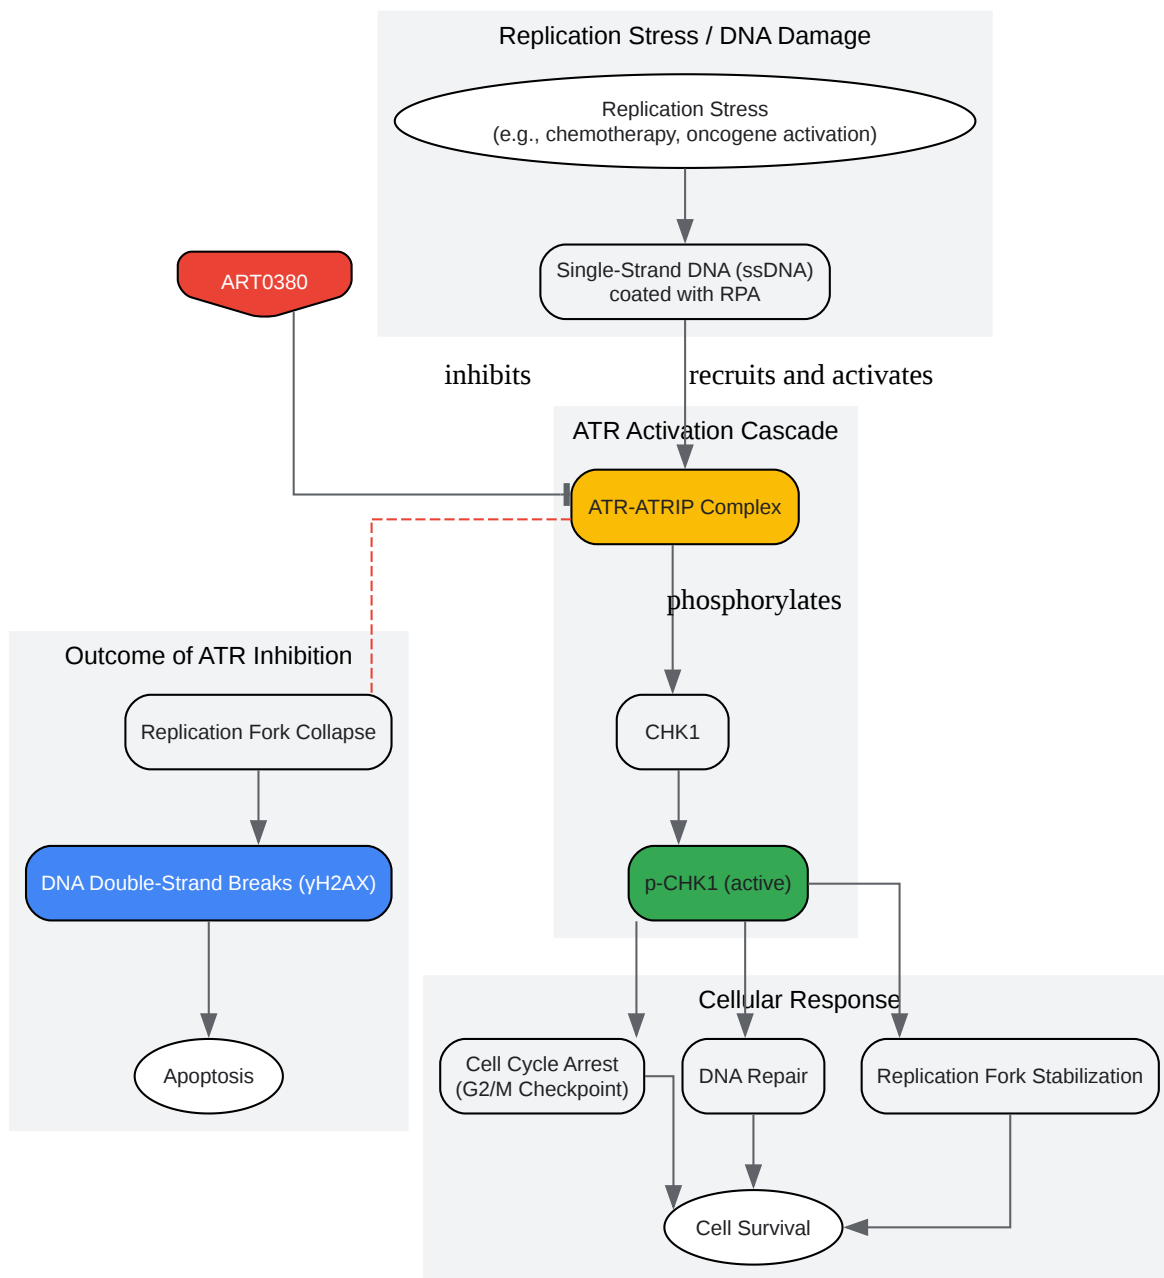 Replication Stress / DNA Damage
Replication Stress
(e.g., chemotherapy, oncogene activation)
Single-Strand DNA (ssDNA)
coated with RPA
ART0380
inhibits
recruits and activates
ATR Activation Cascade
ATR-ATRIP Complex
phosphorylates
CHK1
p-CHK1 (active)
Outcome of ATR Inhibition
Replication Fork Collapse
DNA Double-Strand Breaks (γH2AX)
Apoptosis
Cellular Response
Cell Cycle Arrest
(G2/M Checkpoint)
DNA Repair
Replication Fork Stabilization
Cell Survival